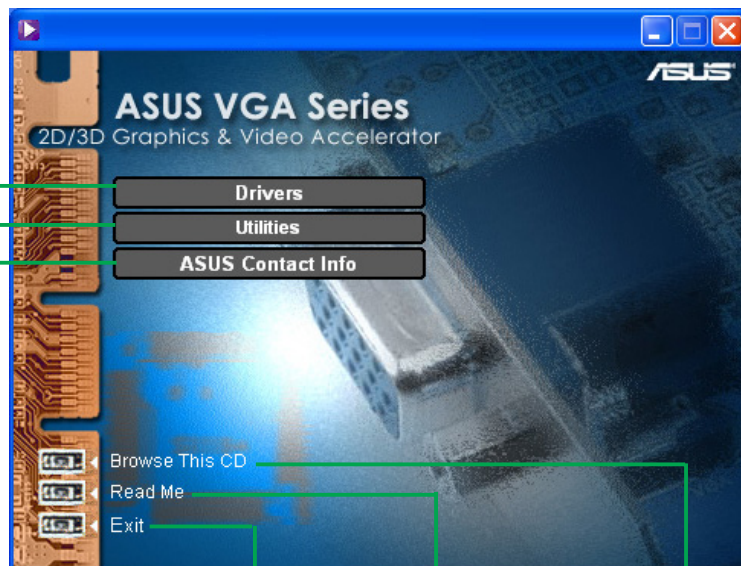 ASUS
ASUS VGA Series
2D/3D Graphics & Video Accelerator
Drivers
Utilities
ASUS Contact Info
Browse This CD
Read Me
Exit